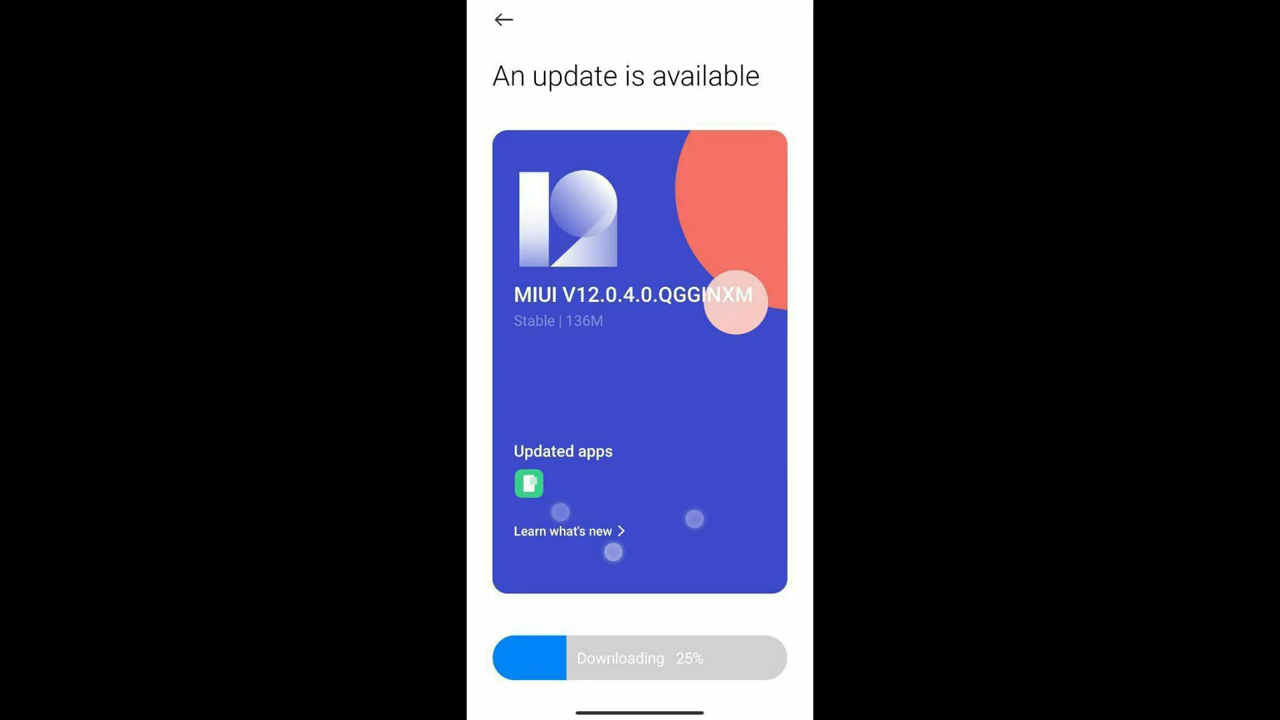 An update is available
12
MIUI V12.0.4.0.QGGINXM
Stable | 136M
Updated apps
Learn what's new
Downloading 25%